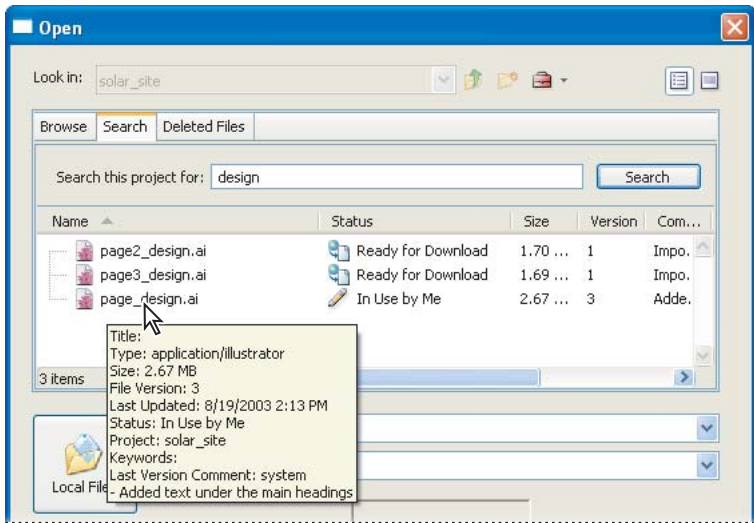 Open
Look in: solar_site
Browse Search Deleted Files
Search this project for: design Search
Name Status Size Version Com...
page2_design.ai Ready for Download 1.70 ... 1 Impo.
page3_design.ai Ready for Download 1.69 ... 1 Impo.
page_design.ai In Use by Me 2.67 ... 3 Adde.
Title:
Type: application/illustrator
Size: 2.67 MB
3 items
File Version: 3
Last Updated: 8/19/2003 2:13 PM
Status: In Use by Me
Project: solar_site
Keywords:
Last Version Comment: system
Local File
- Added text under the main headings